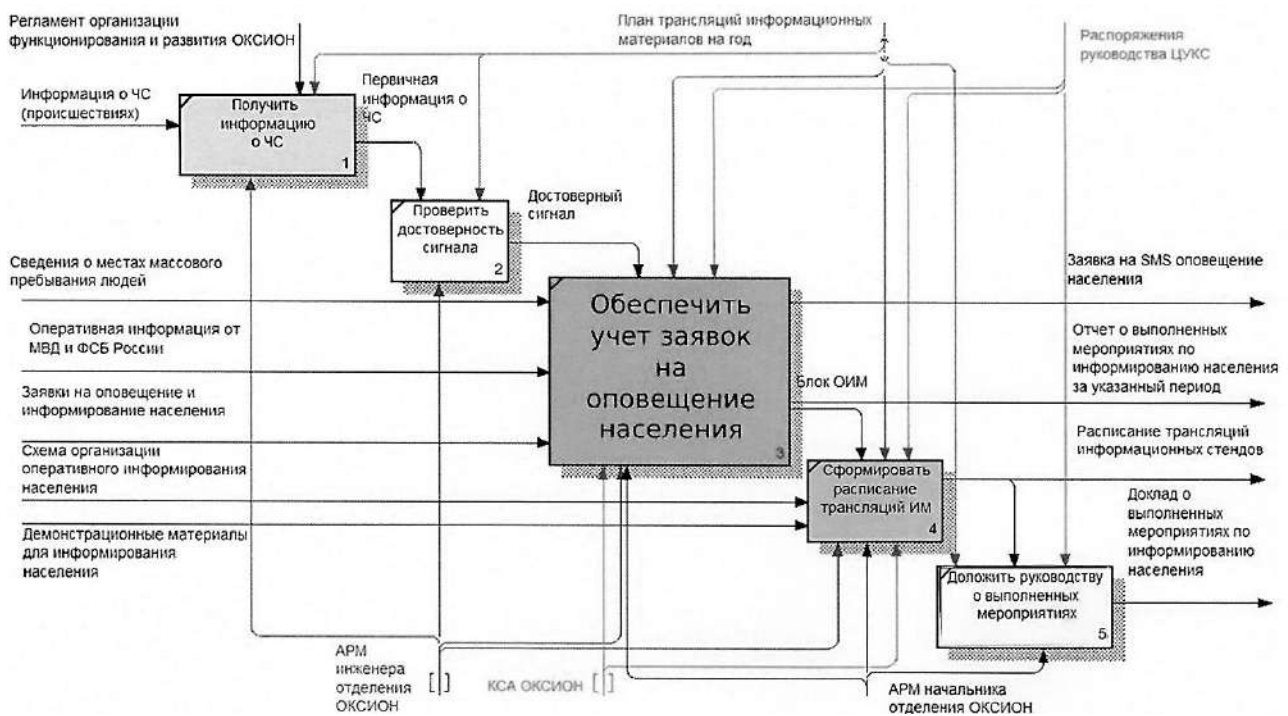 Регламент организации
функционирования и развития ОКСИОН
План трансляций информационных
материалов на год
Распоряжения
руководства ЦУКС
Информация о ЧС
(происшествиях)
Получить
информацию
о ЧС
1
Первичная
информация о
ЧС
Проверить
достоверность
сигнала
2
Достоверный
сигнал
Сведения о местах массового
пребывания людей
Оперативная информация от
МВД и ФСБ России
Заявки на оповещение и
информирование населения
Схема организации
оперативного информирования
населения
Демонстрационные материалы
для информирования
населения
Обеспечить
учет заявок
на
оповещение
населения
3
Блок ОИМ
Заявка на SMS оповещение
населения
Отчет о выполненных
мероприятиях по
информированию населения
за указанный период
Расписание трансляций
информационных стендов
Сформировать
расписание
трансляций ИМ
4
Доклад о
выполненных
мероприятиях по
информированию
населения
Доложить руководству
о выполненных
мероприятиях
5
АРМ
инженера
отделения
ОКСИОН
КСА ОКСИОН
АРМ начальника
отделения ОКСИОН